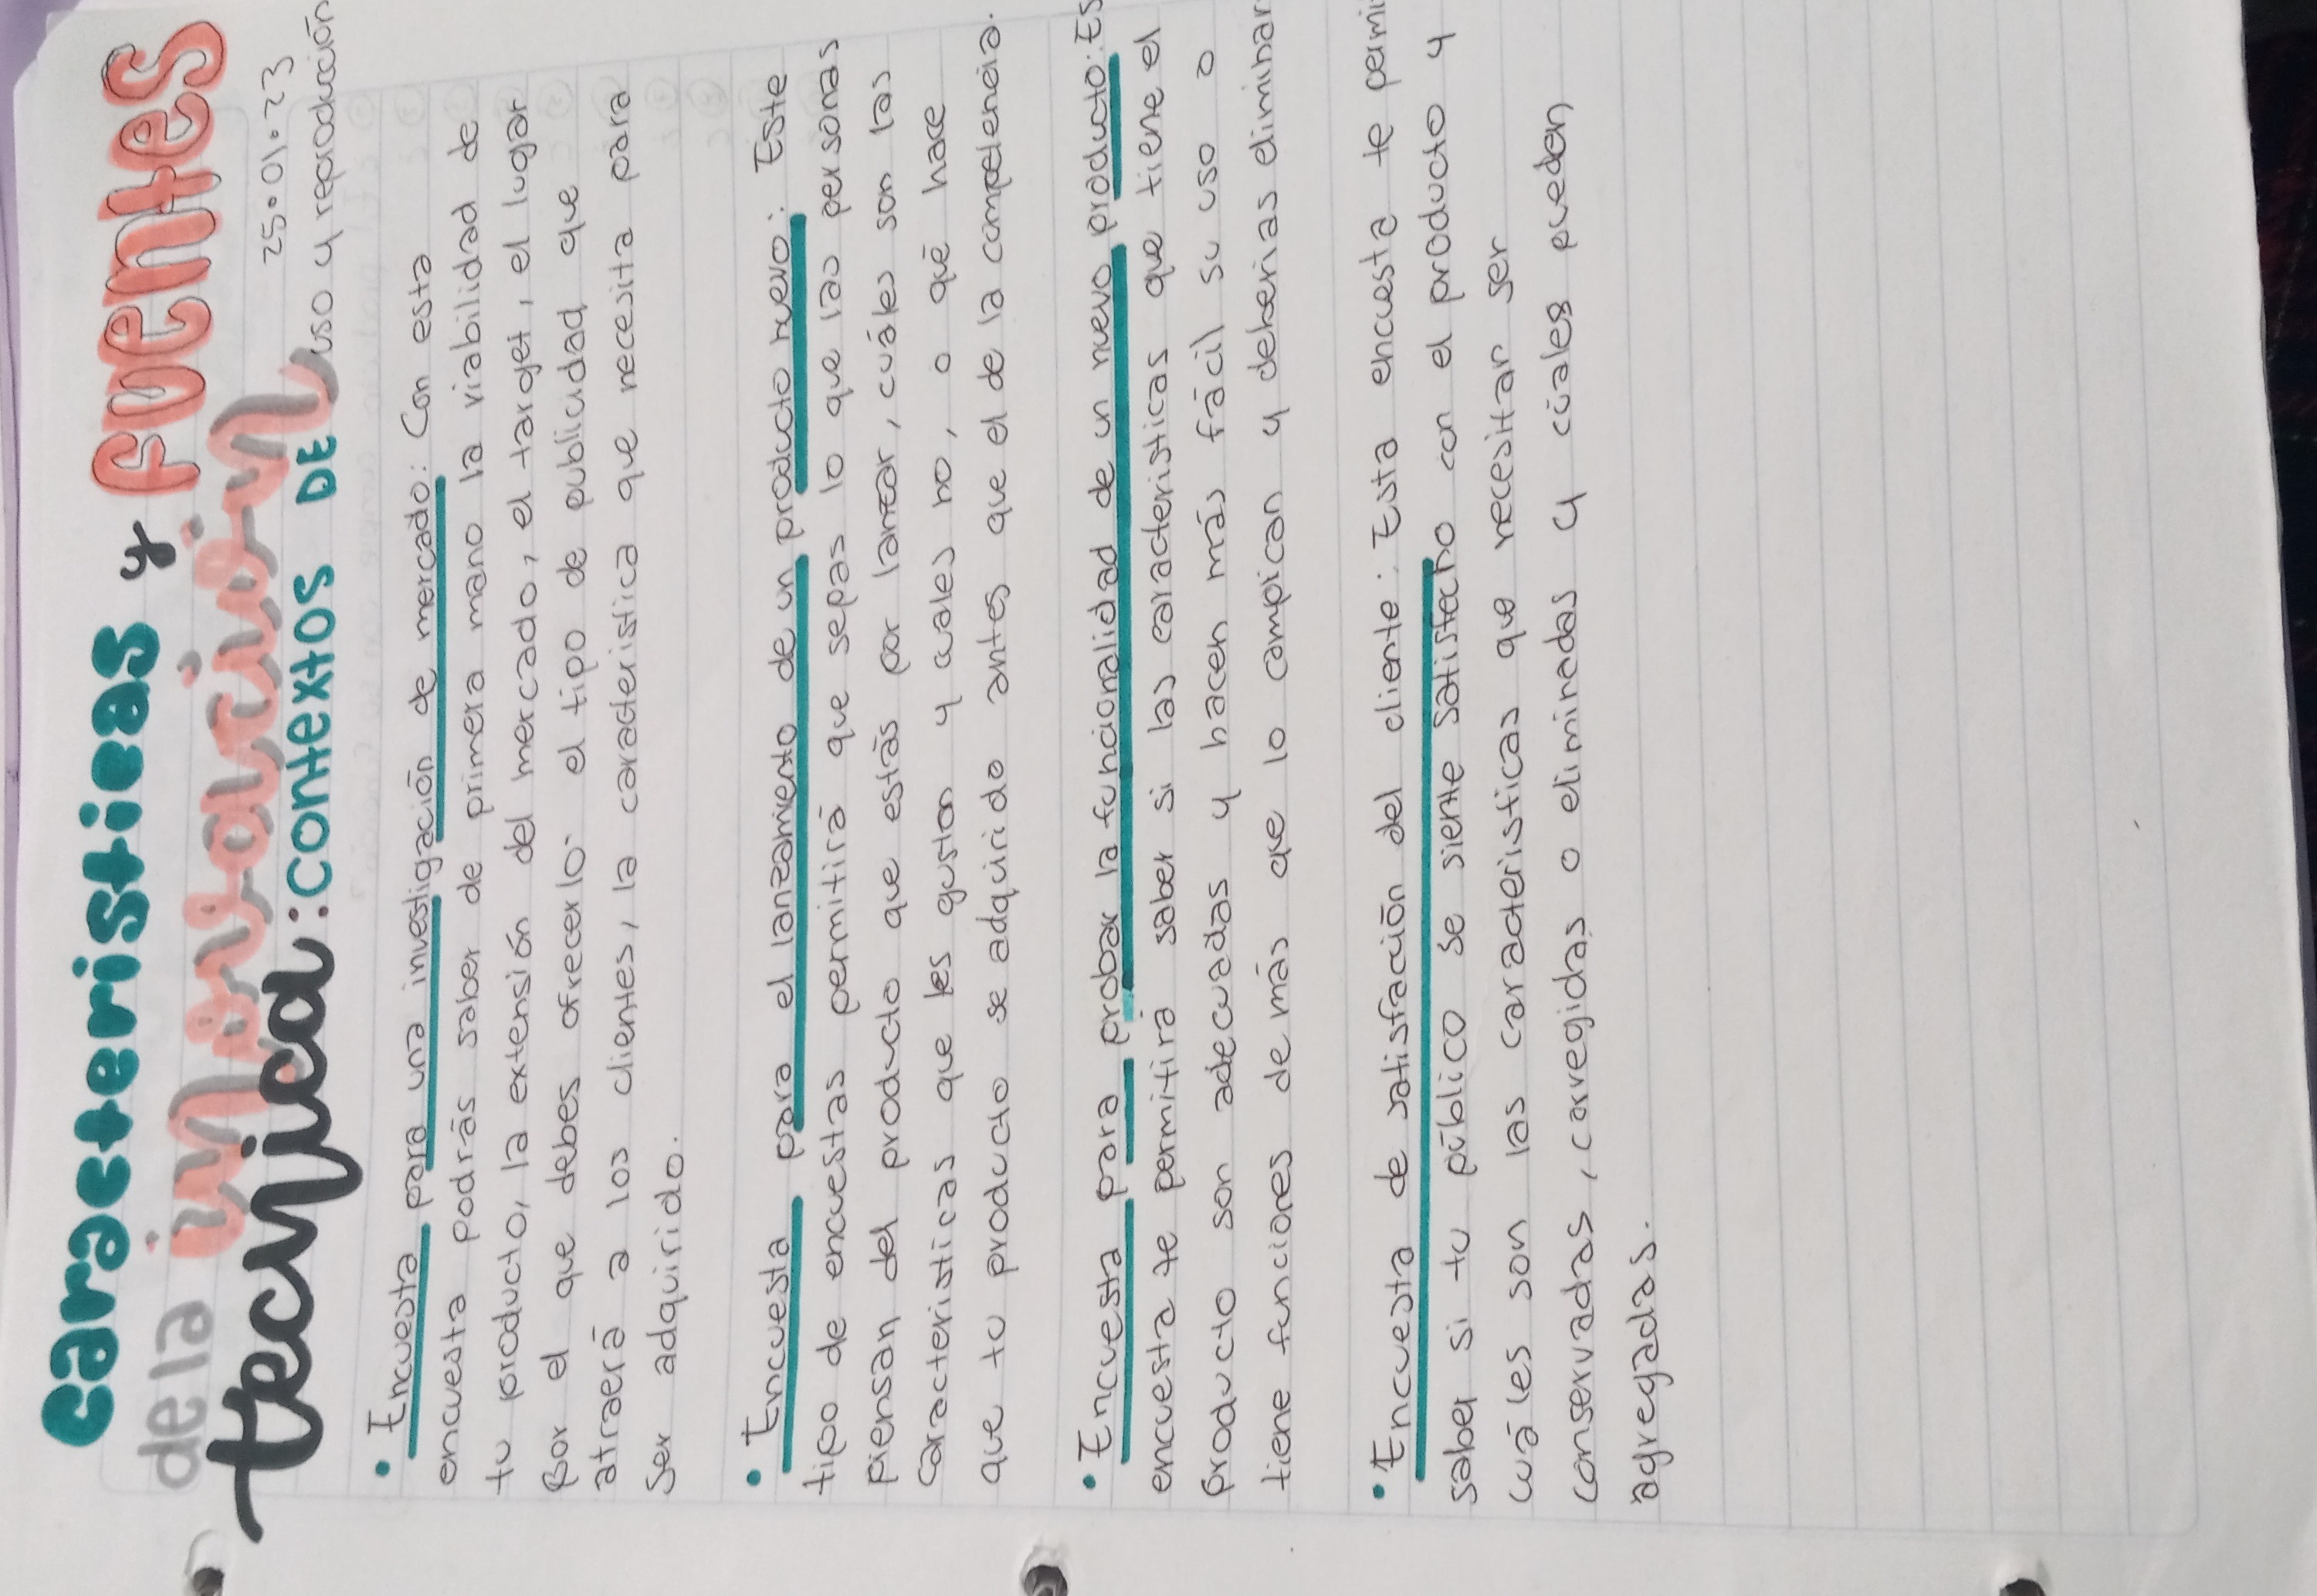 caracteristicas y Fuentes
de la innovación
tecnica: contextos DE uso y reproducción
25•01•23
• Encuesta para una investigación de mercado: Con esta
encuesta podrás saber de primera mano la viabilidad de
tu producto, la extensión del mercado, el target, el lugar
por el que debes ofrecerlo el tipo de publicidad que
atraerá a los clientes, la caracteristica que necesita para
ser adquirido.
• Encuesta para el lanzamiento de un producto nuevo: Este
tipo de encuestas permitirá que sepas lo que las personas
piensan del producto que estás por lanzar, cuáles son las
caracteristicas que les gustan y cuales no, o qué hace
que tu producto se adquirido antes que el de la competencia.
• Encuesta para probar la funcionalidad de un nuevo producto: Es
encuesta te permitirá saber si las caracteristicas que tiene el
producto son adecuadas y hacen más fácil su uso o
tiene funciones de más que lo compican y deberias eliminar
• Encuesta de satisfacción del cliente: Esta encuesta te permi
saber si tu público se siente satisfecho con el producto y
cuáles son las caracteristicas que necesitan ser
conservadas, corregidas o eliminadas y cuales pueden
agregadas.